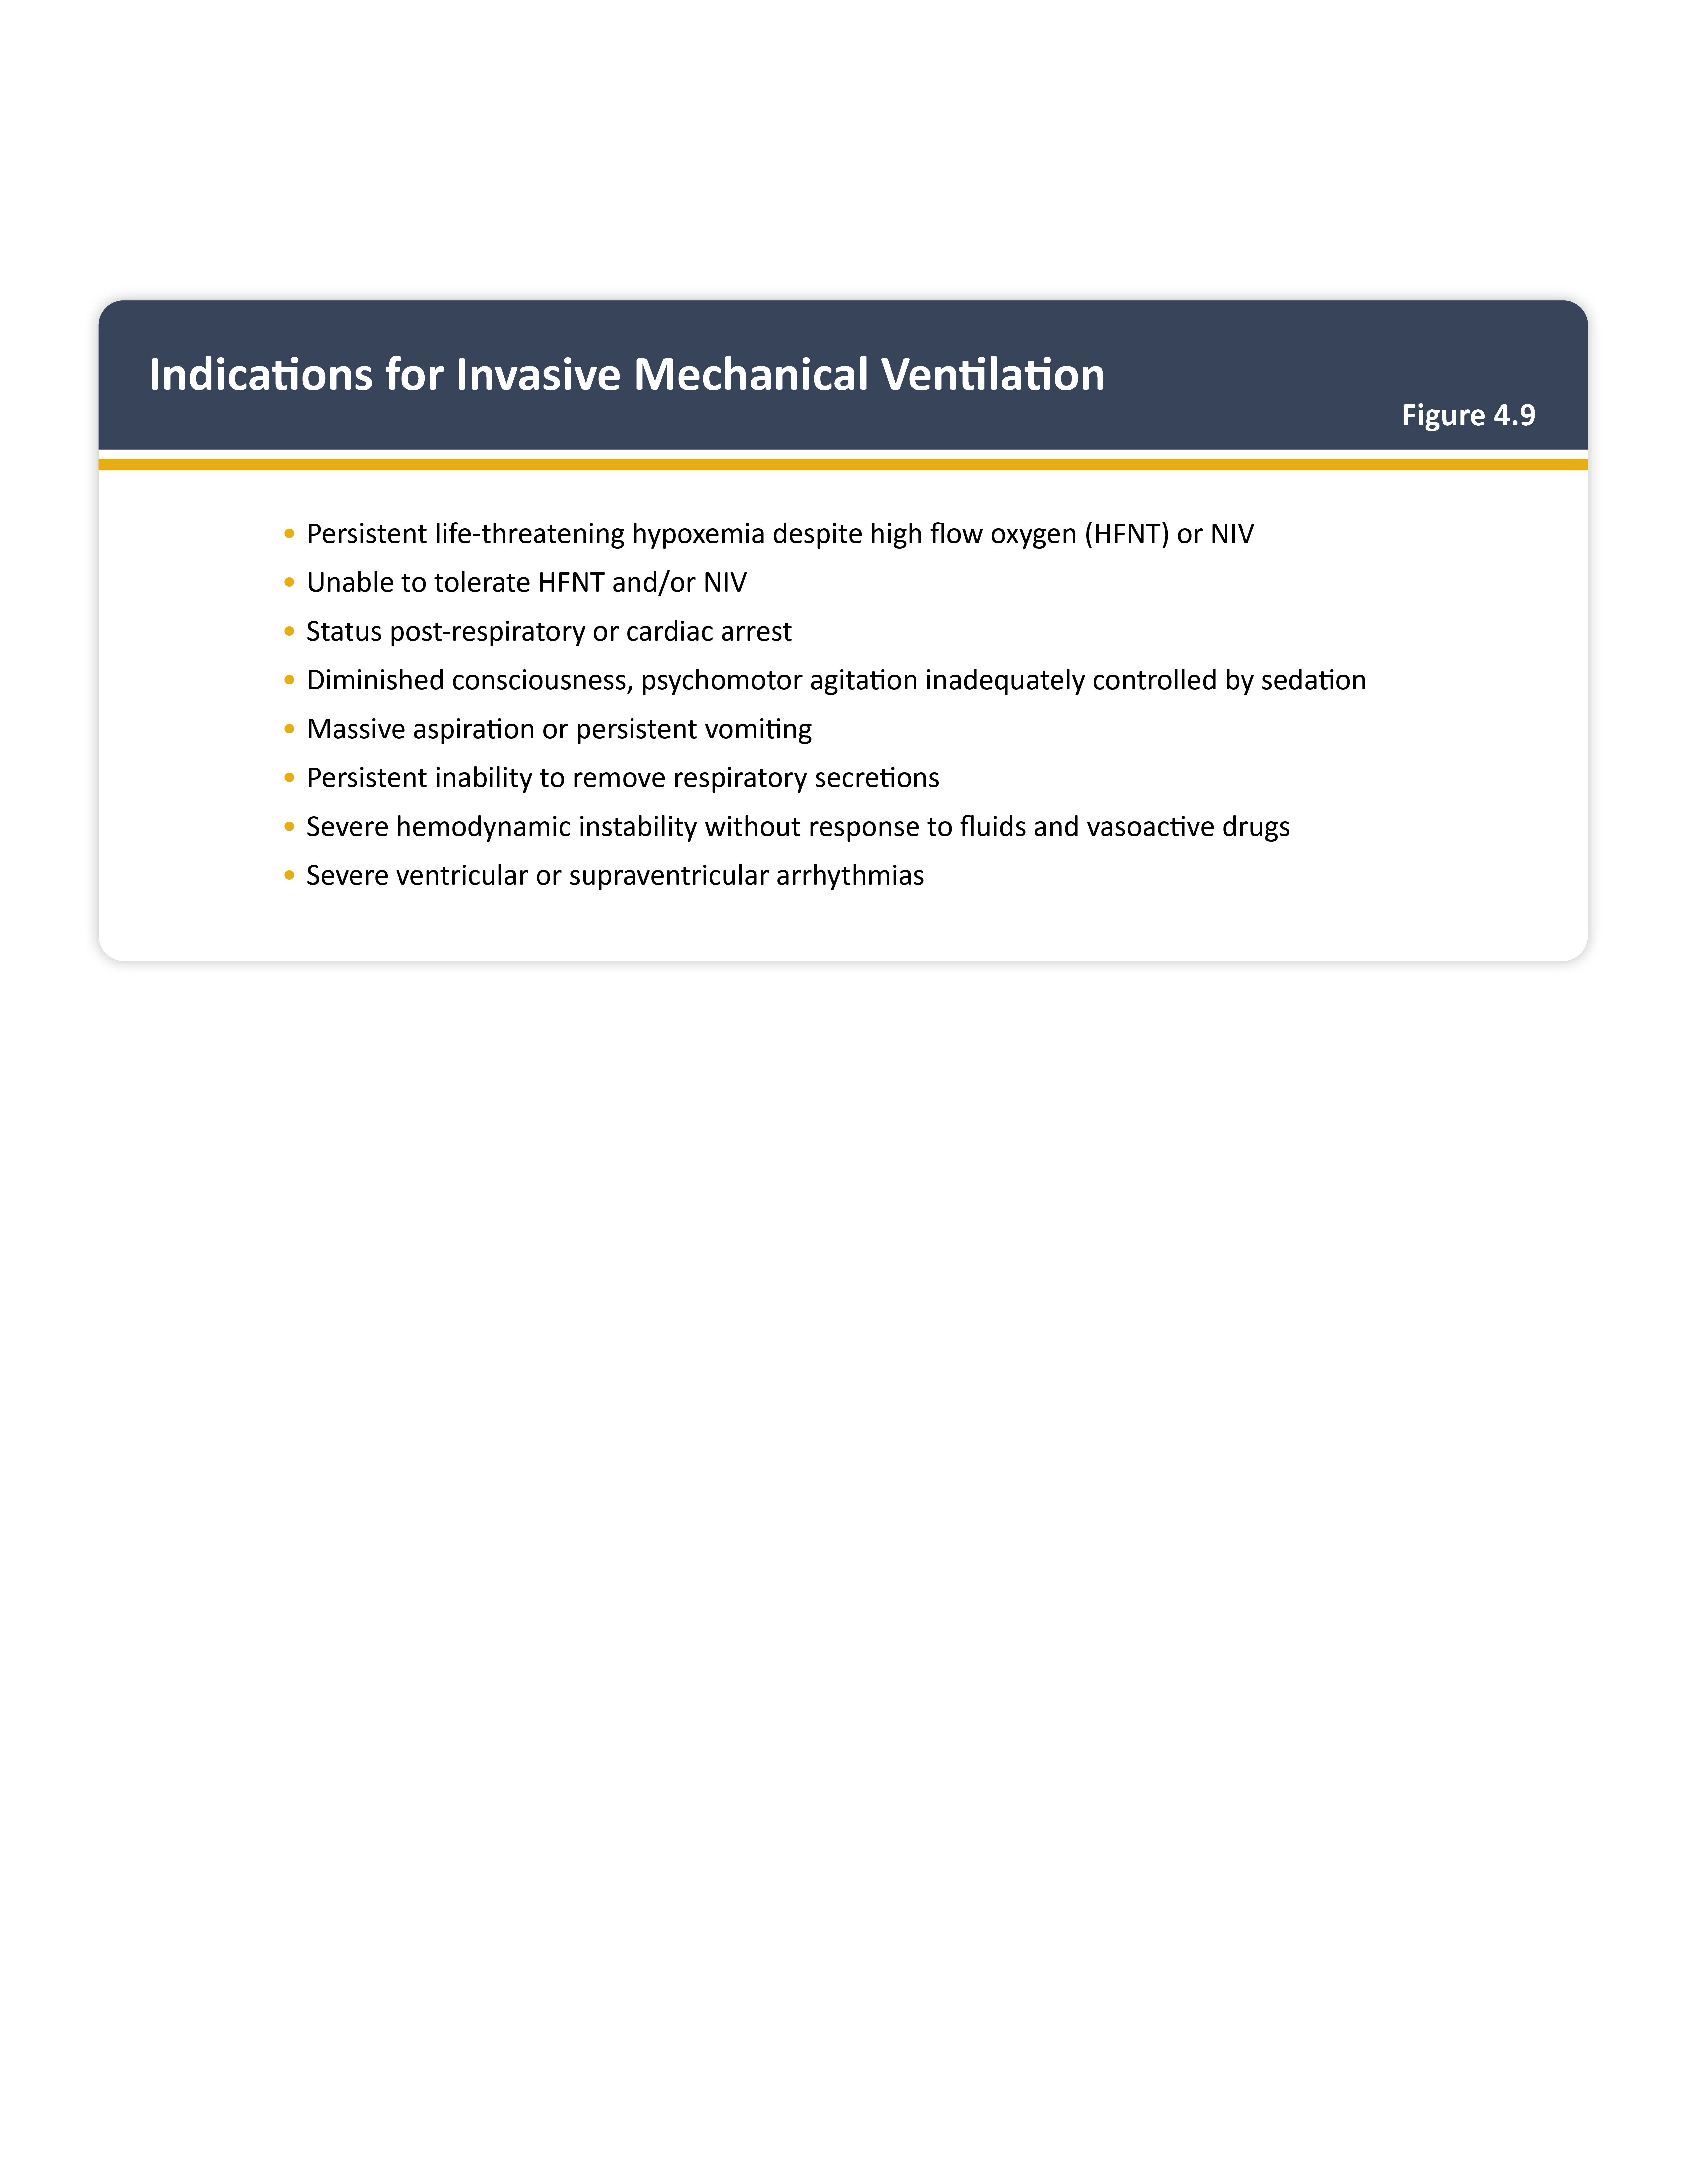 Indications for Invasive Mechanical Ventilation
Figure 4.9
• Persistent life-threatening hypoxemia despite high flow oxygen (HFNT) or NIV
• Unable to tolerate HFNT and/or NIV
• Status post-respiratory or cardiac arrest
• Diminished consciousness, psychomotor agitation inadequately controlled by sedation
• Massive aspiration or persistent vomiting
• Persistent inability to remove respiratory secretions
• Severe hemodynamic instability without response to fluids and vasoactive drugs
• Severe ventricular or supraventricular arrhythmias